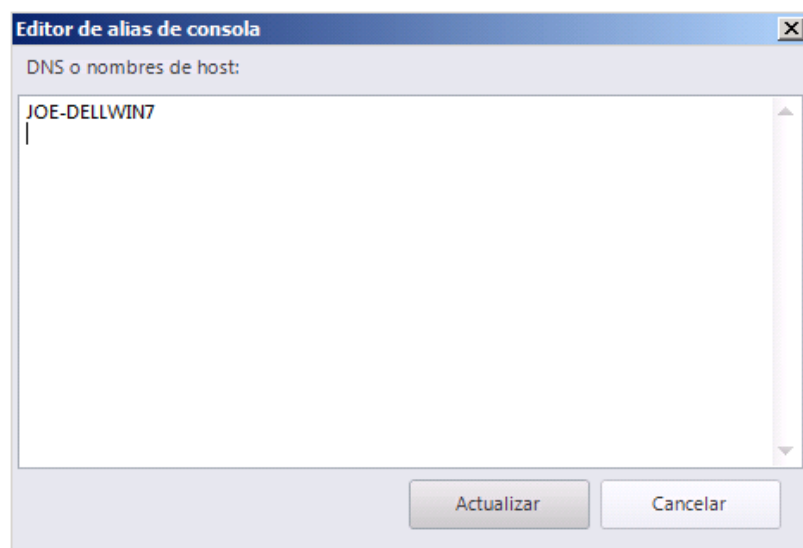 Editor de alias de consola
DNS o nombres de host:
JOE-DELLWIN7
Actualizar
Cancelar